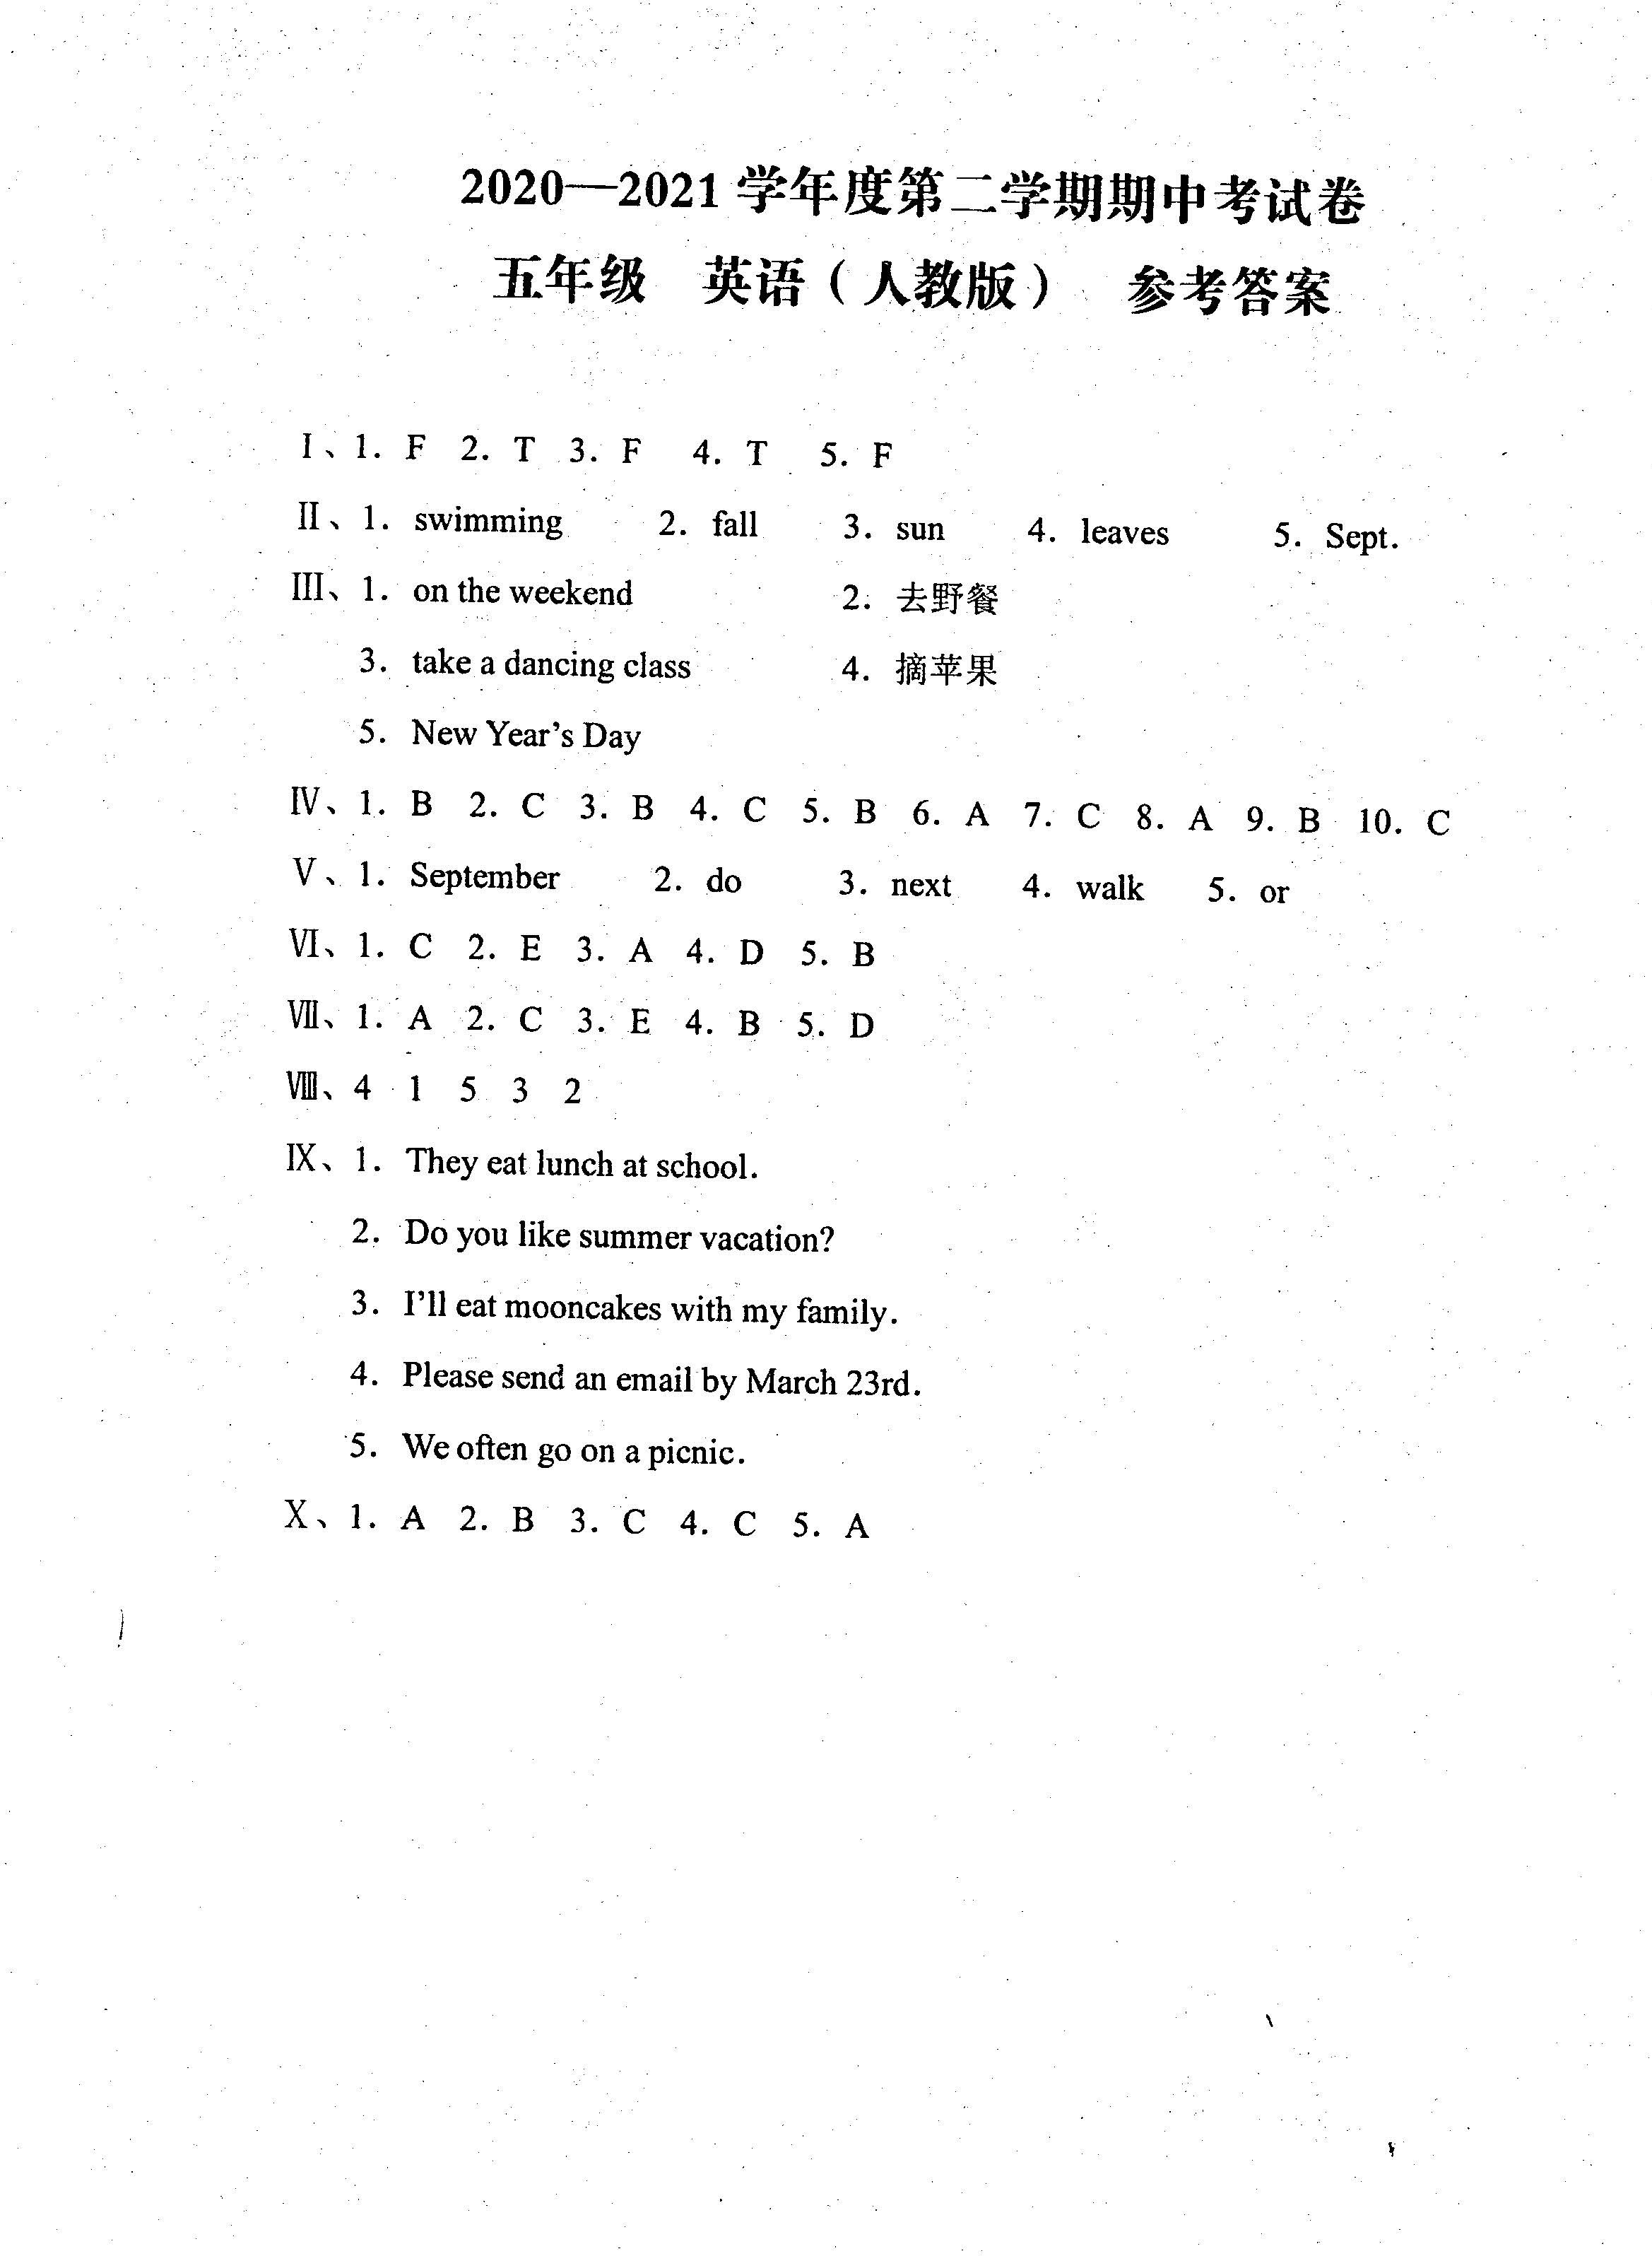 2020—2021 学年度第二学期期中考试卷
五年级 英语（人教版） 参考答案
Ⅰ、1. F 2. T 3. F 4. T 5. F
Ⅱ、1. swimming 2. fall 3. sun 4. leaves 5. Sept.
Ⅲ、1. on the weekend 2. 去野餐
3. take a dancing class 4. 摘苹果
5. New Year's Day
Ⅳ、1. B 2. C 3. B 4. C 5. B 6. A 7. C 8. A 9. B 10. C
Ⅴ、1. September 2. do 3. next 4. walk 5. or
Ⅵ、1. C 2. E 3. A 4. D 5. B
Ⅶ、1. A 2. C 3. E 4. B 5. D
Ⅷ、4 1 5 3 2
Ⅸ、1. They eat lunch at school.
2. Do you like summer vacation?
3. I'll eat mooncakes with my family.
4. Please send an email by March 23rd.
5. We often go on a picnic.
Ⅹ、1. A 2. B 3. C 4. C 5. A